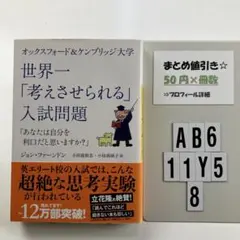 オックスフォード&ケンブリッジ大学
世界一
「考えさせられる」
入試問題
「あなたは自分を
利口だと思いますか?」
ジョン・ファーンドン
英エリート校の入試では、こんな
超絶な思考実験
が行われている
12万部突破!
立花隆の絶賛!
まとめ値引き☆
50円×冊数
⇒プロフィール詳細
AB6
11Y5
8